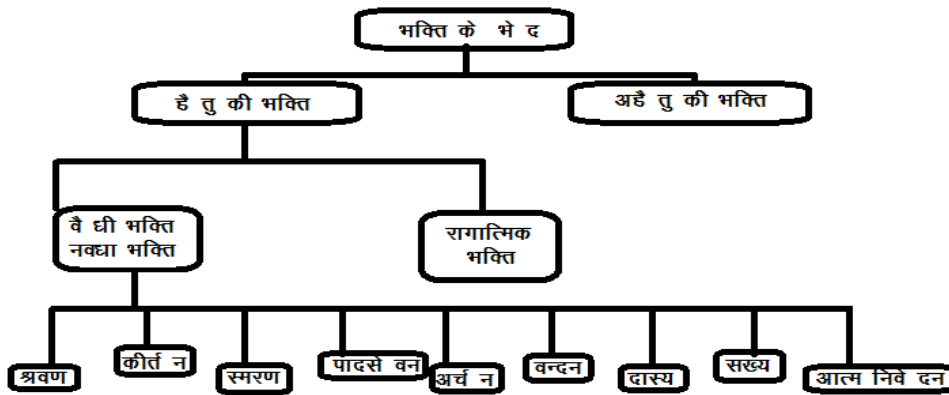 भक्ति के भेद
हैतुकी भक्ति
अहैतुकी भक्ति
वैधी भक्ति
नवधा भक्ति
रागात्मिक
भक्ति
श्रवण
कीर्तन
स्मरण
पादसेवन
अर्चन
वन्दन
दास्य
सख्य
आत्म निवेदन